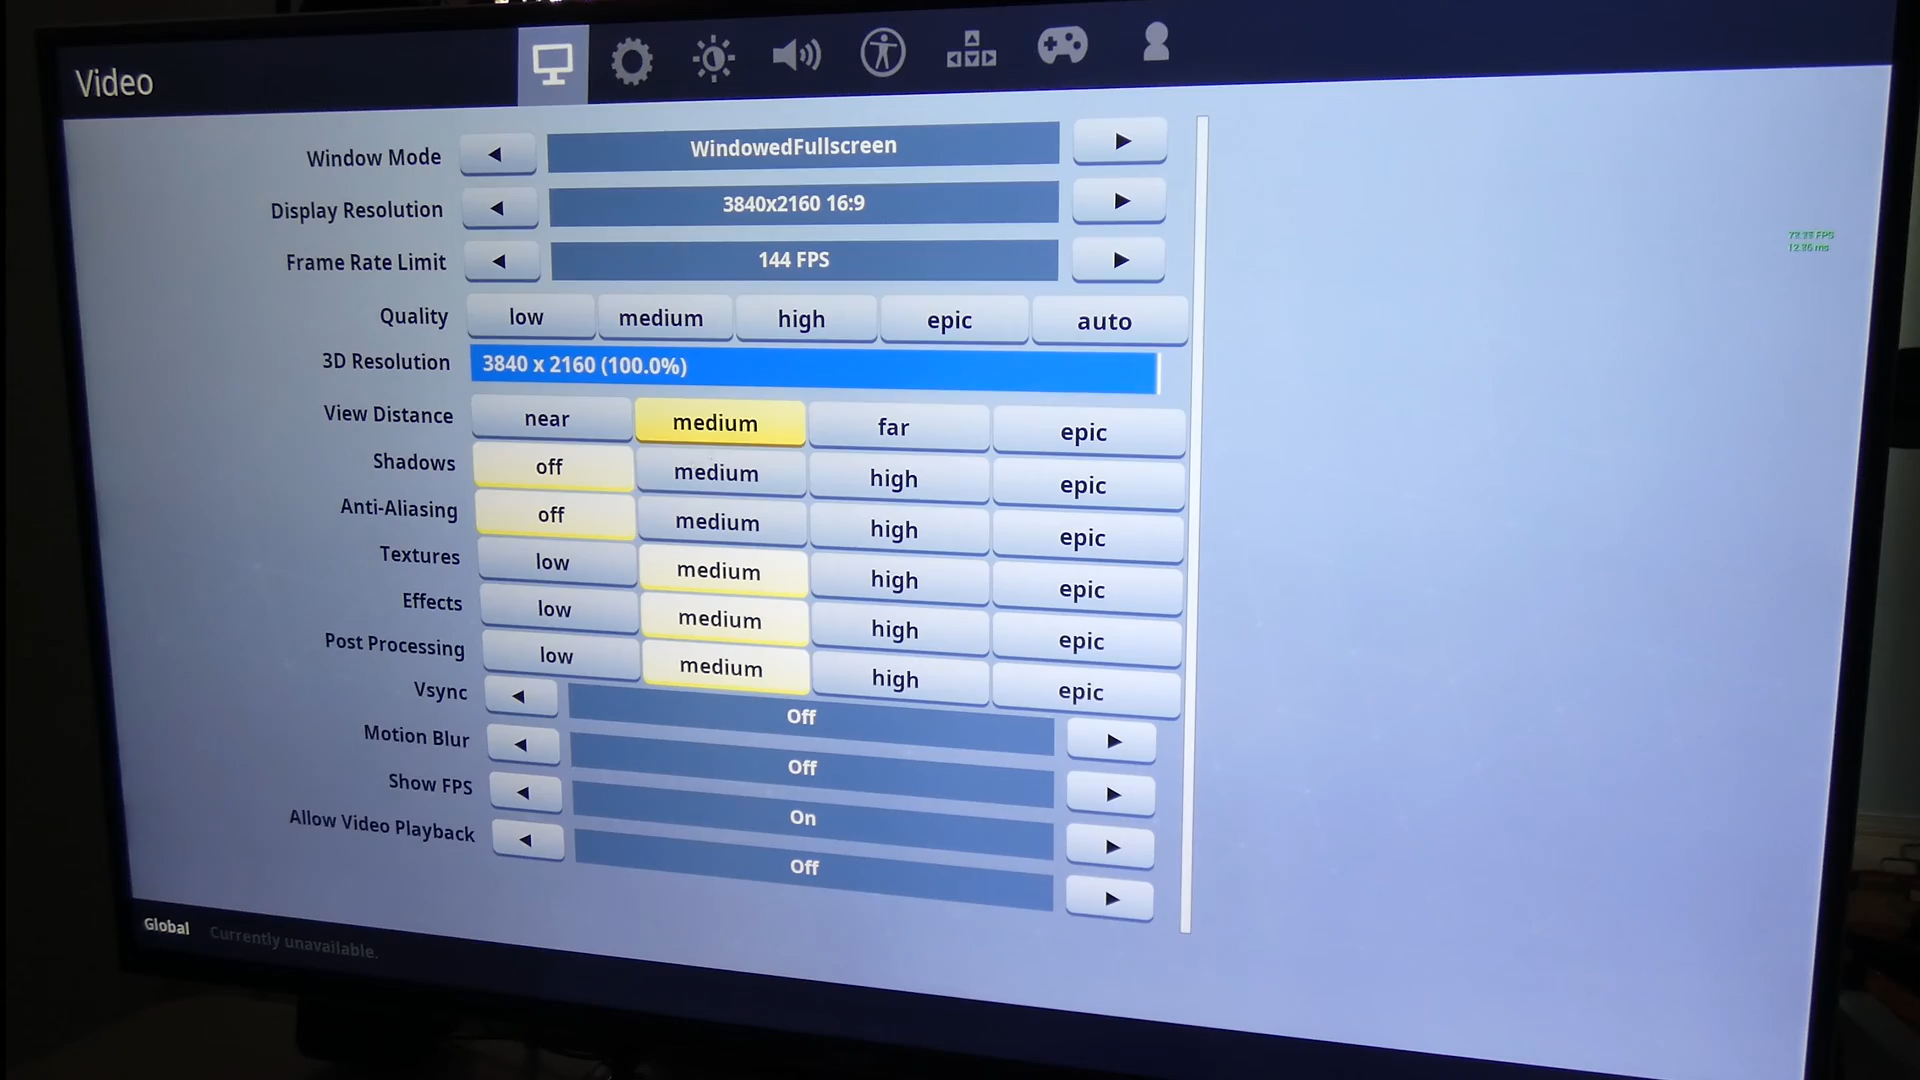 Video
Window Mode WindowedFullscreen
Display Resolution 3840x2160 16:9
Frame Rate Limit 144 FPS
Quality low medium high epic auto
3D Resolution 3840 x 2160 (100.0%)
View Distance near medium far epic
Shadows off medium high epic
Anti-Aliasing off medium high epic
Textures low medium high epic
Effects low medium high epic
Post Processing low medium high epic
Vsync Off
Motion Blur Off
Show FPS On
Allow Video Playback Off
FPS
ms
Global Currently unavailable.